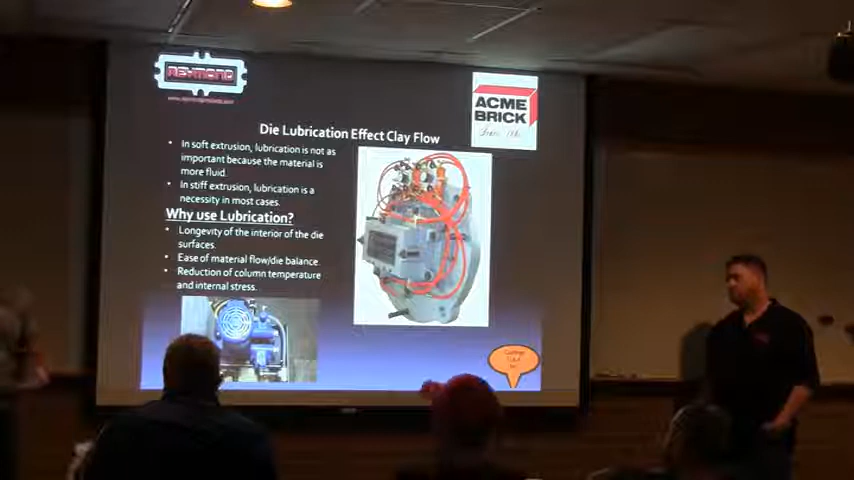 REYMOND
ACME
BRICK
Die Lubrication Effect Clay Flow
• In soft extrusion, lubrication is not as
important because the material is
more fluid.
• In stiff extrusion, lubrication is a
necessity in most cases.
Why use Lubrication?
• Longevity of the interior of the die
surfaces.
• Ease of material flow/die balance.
• Reduction of column temperature
and internal stress.